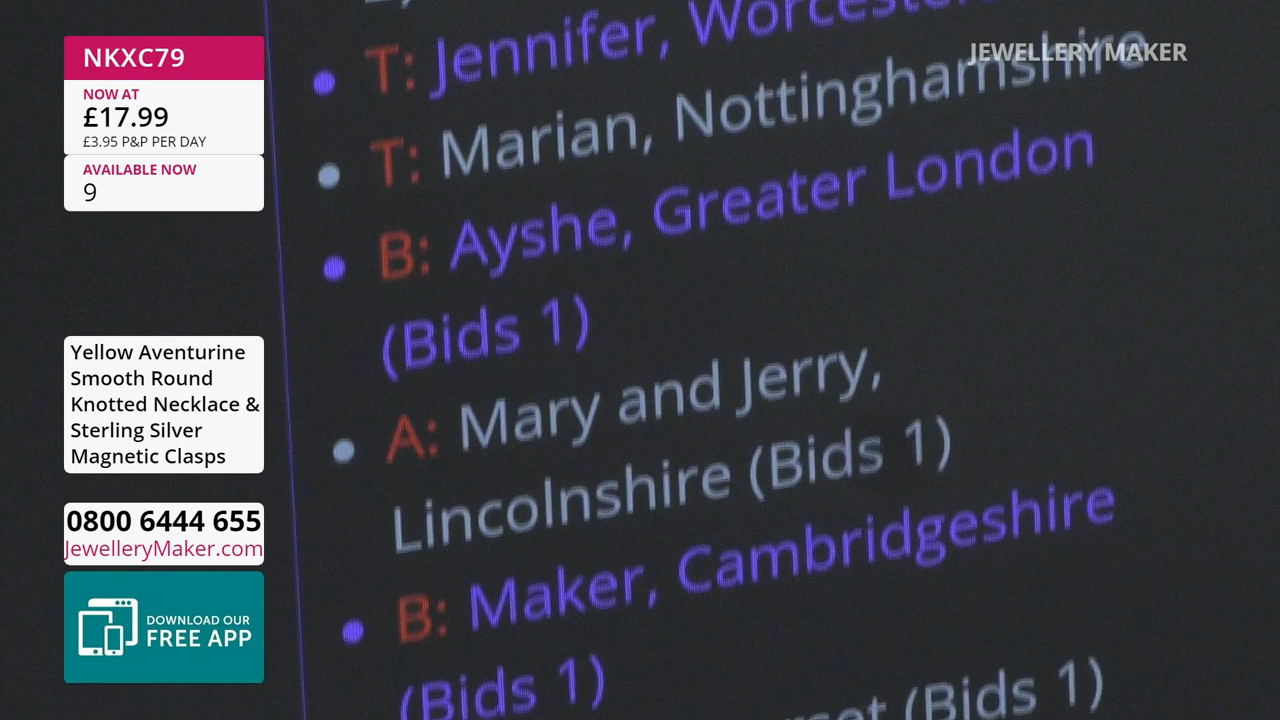 NKXC79
NOW AT
£17.99
£3.95 P&P PER DAY
AVAILABLE NOW
9
Yellow Aventurine
Smooth Round
Knotted Necklace &
Sterling Silver
Magnetic Clasps
0800 6444 655
JewelleryMaker.com
DOWNLOAD OUR
FREE APP
JEWELLERY MAKER
T: Jennifer,
T: Marian, Nottinghamshire
B: Ayshe, Greater London
(Bids 1)
A: Mary and Jerry,
Lincolnshire (Bids 1)
B: Maker, Cambridgeshire
(Bids 1)
(Bids 1)